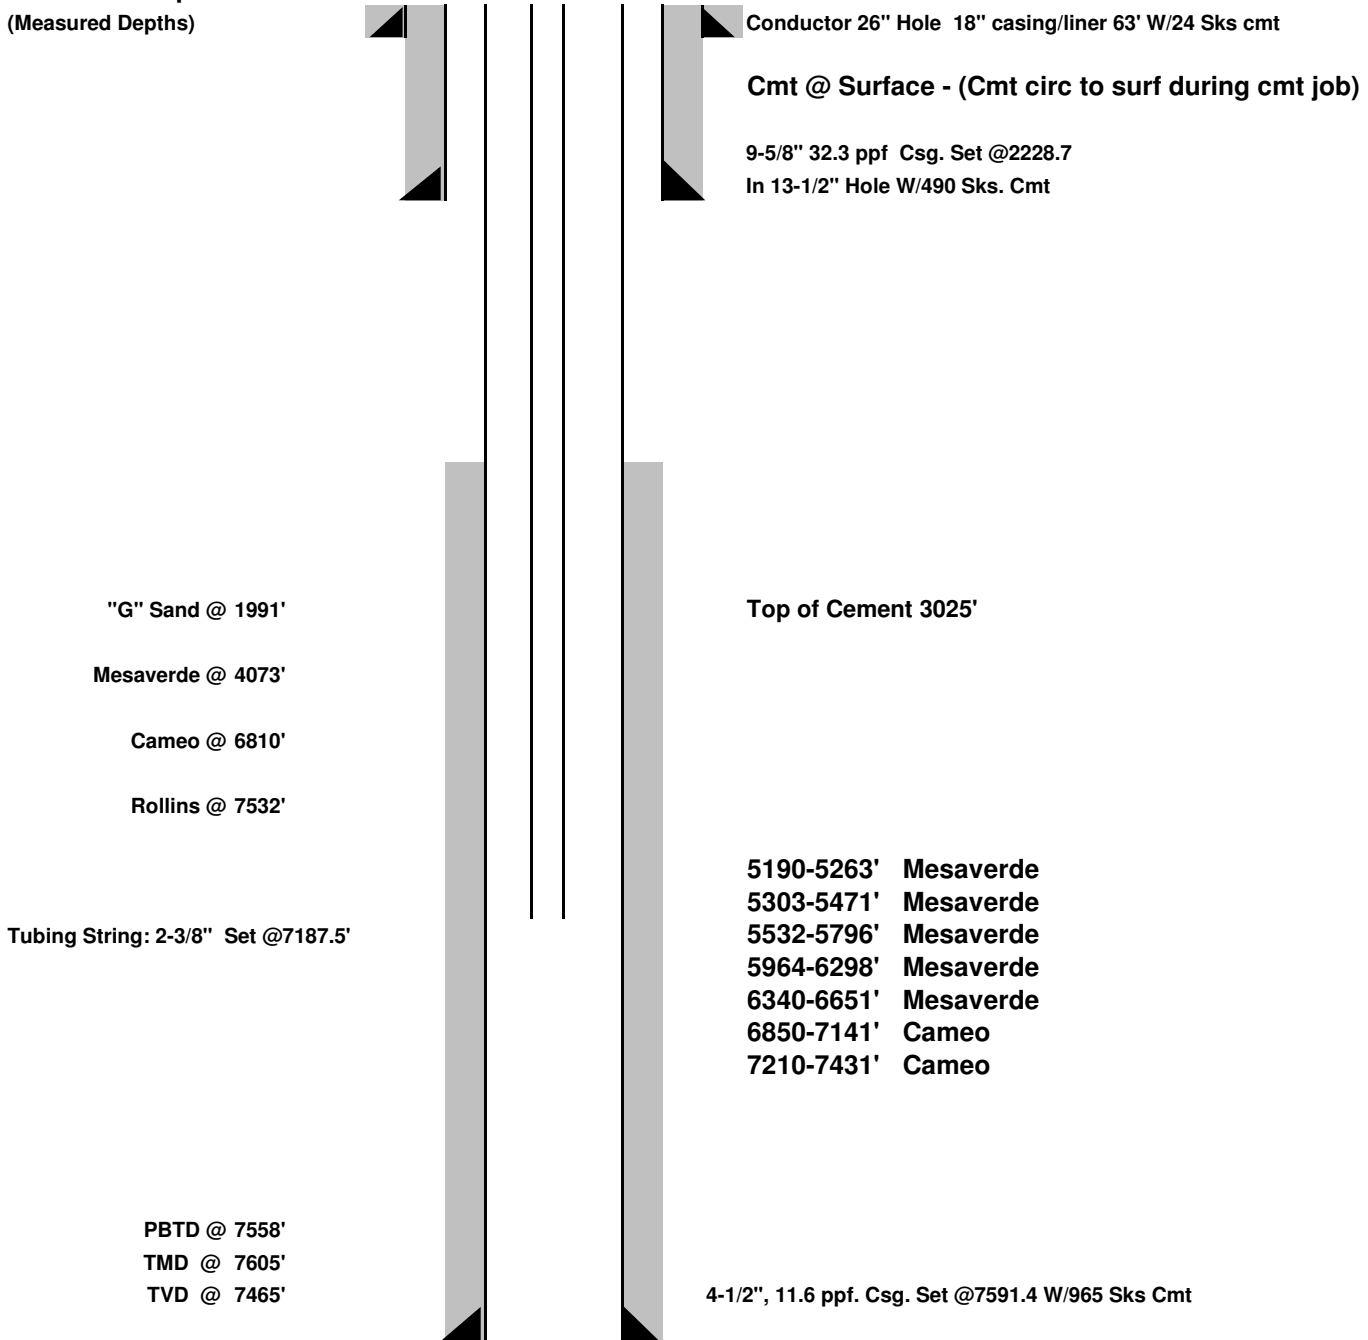 (Measured Depths)
Conductor 26" Hole 18" casing/liner 63' W/24 Sks cmt
Cmt @ Surface - (Cmt circ to surf during cmt job)
9-5/8" 32.3 ppf Csg. Set @2228.7
In 13-1/2" Hole W/490 Sks. Cmt
"G" Sand @ 1991'
Top of Cement 3025'
Mesaverde @ 4073'
Cameo @ 6810'
Rollins @ 7532'
5190-5263' Mesaverde
5303-5471' Mesaverde
Tubing String: 2-3/8" Set @7187.5'
5532-5796' Mesaverde
5964-6298' Mesaverde
6340-6651' Mesaverde
6850-7141' Cameo
7210-7431' Cameo
PBTD @ 7558'
TMD @ 7605'
TVD @ 7465'
4-1/2", 11.6 ppf. Csg. Set @7591.4 W/965 Sks Cmt